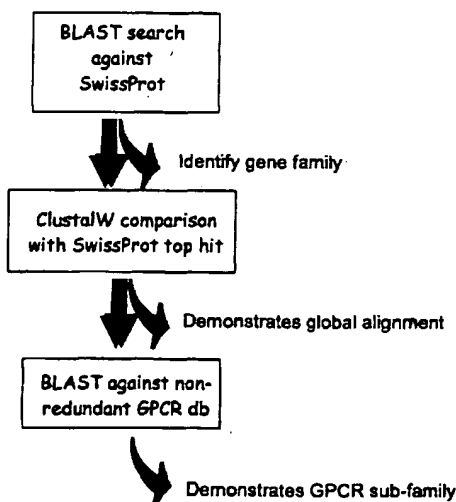 BLAST search
against
SwissProt
Identify gene family
ClustalW comparison
with SwissProt top hit
Demonstrates global alignment
BLAST against non-
redundant GPCR db
Demonstrates GPCR sub-family